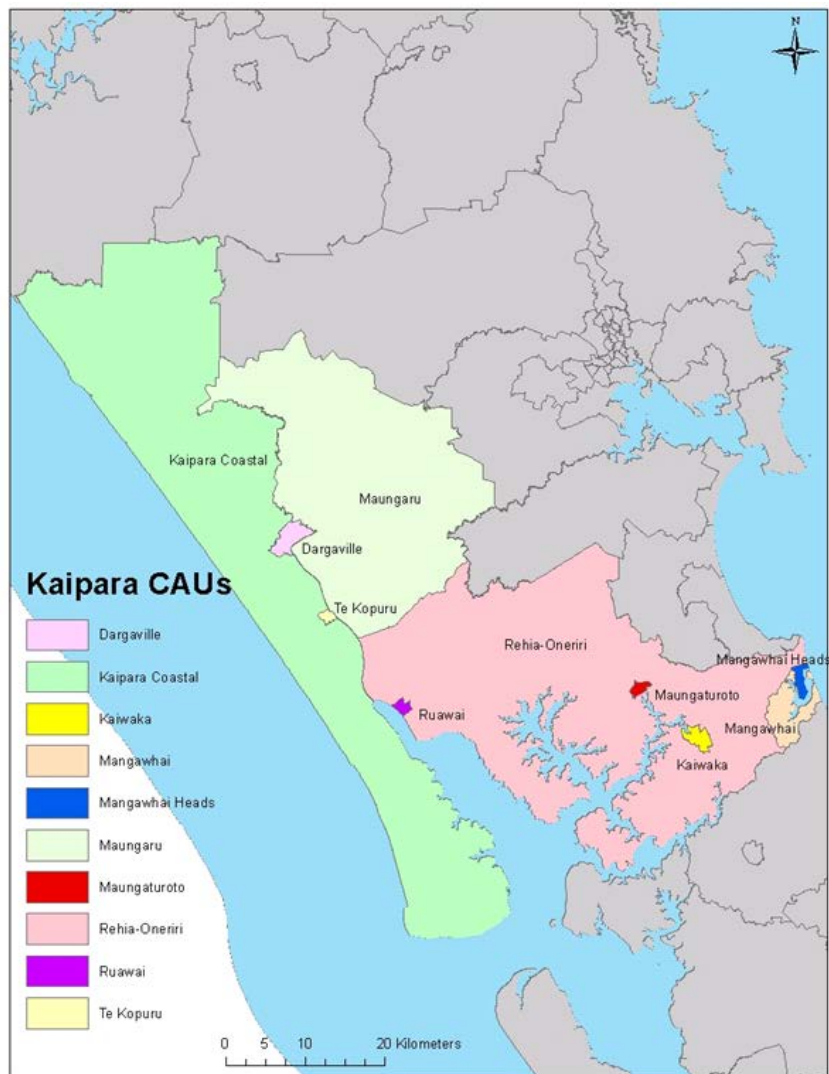 N
Kaipara Coastal
Maungaru
Dargaville
Te Kopuru
Rehia-Oneriri
Mangawhai Heads
Maungaturoto
Ruawai
Mangawhai
Kaiwaka
Kaipara CAUs
Dargaville
Kaipara Coastal
Kaiwaka
Mangawhai
Mangawhai Heads
Maungaru
Maungaturoto
Rehia-Oneriri
Ruawai
Te Kopuru
0 5 10 20 Kilometers